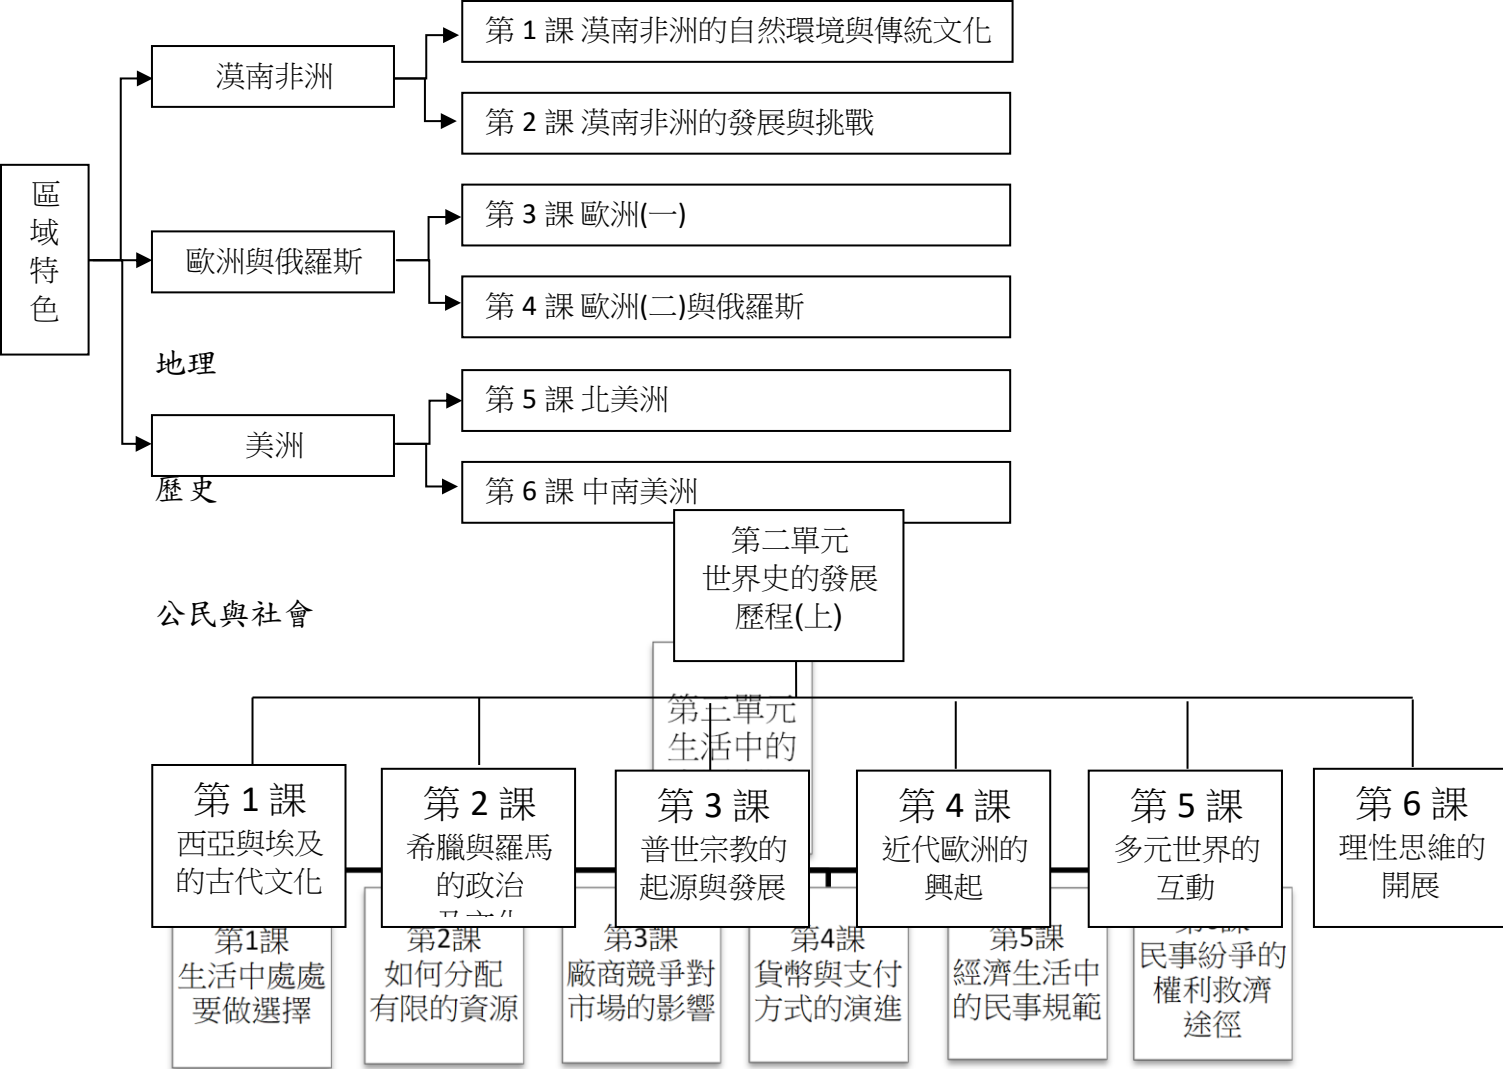 第 1 課 漠南非洲的自然環境與傳統文化
漠南非洲
第 2 課 漠南非洲的發展與挑戰
區
域
特
色
第 3 課 歐洲(一)
歐洲與俄羅斯
第 4 課 歐洲(二)與俄羅斯
地理
第 5 課 北美洲
美洲
第 6 課 中南美洲
歷史
第二單元
世界史的發展
歷程(上)
公民與社會
第三單元
生活中的
第 1 課
西亞與埃及
的古代文化
第 2 課
希臘與羅馬
的政治
及文化
第 3 課
普世宗教的
起源與發展
第 4 課
近代歐洲的
興起
第 5 課
多元世界的
互動
第 6 課
理性思維的
開展
第1課
生活中處處
要做選擇
第2課
如何分配
有限的資源
第3課
廠商競爭對
市場的影響
第4課
貨幣與支付
方式的演進
第5課
經濟生活中
的民事規範
民事紛爭的
權利救濟
途徑